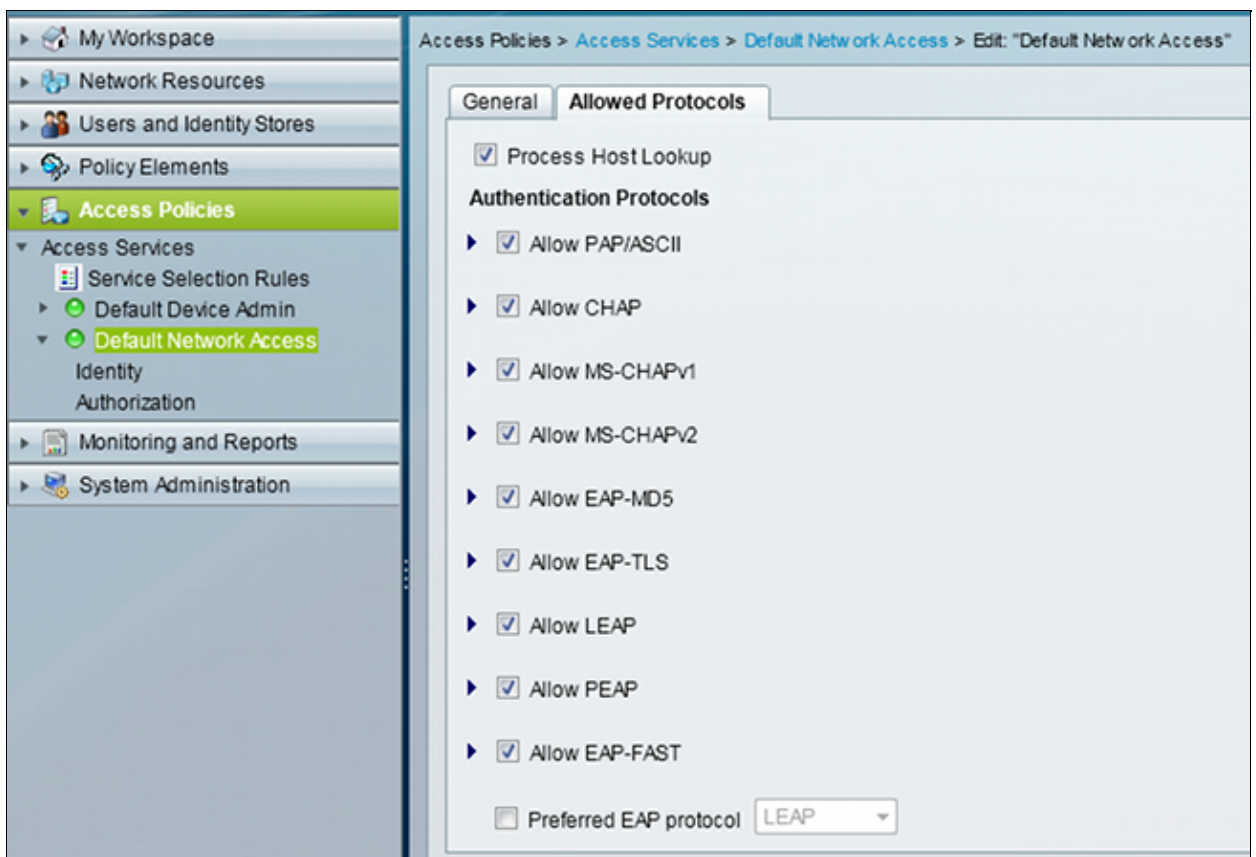 My Workspace
Network Resources
Users and Identity Stores
Policy Elements
Access Policies
Access Services
Service Selection Rules
Default Device Admin
Default Network Access
Identity
Authorization
Monitoring and Reports
System Administration
Access Policies > Access Services > Default Network Access > Edit: "Default Network Access"
General
Allowed Protocols
Process Host Lookup
Authentication Protocols
Allow PAP/ASCII
Allow CHAP
Allow MS-CHAPv1
Allow MS-CHAPv2
Allow EAP-MD5
Allow EAP-TLS
Allow LEAP
Allow PEAP
Allow EAP-FAST
Preferred EAP protocol LEAP